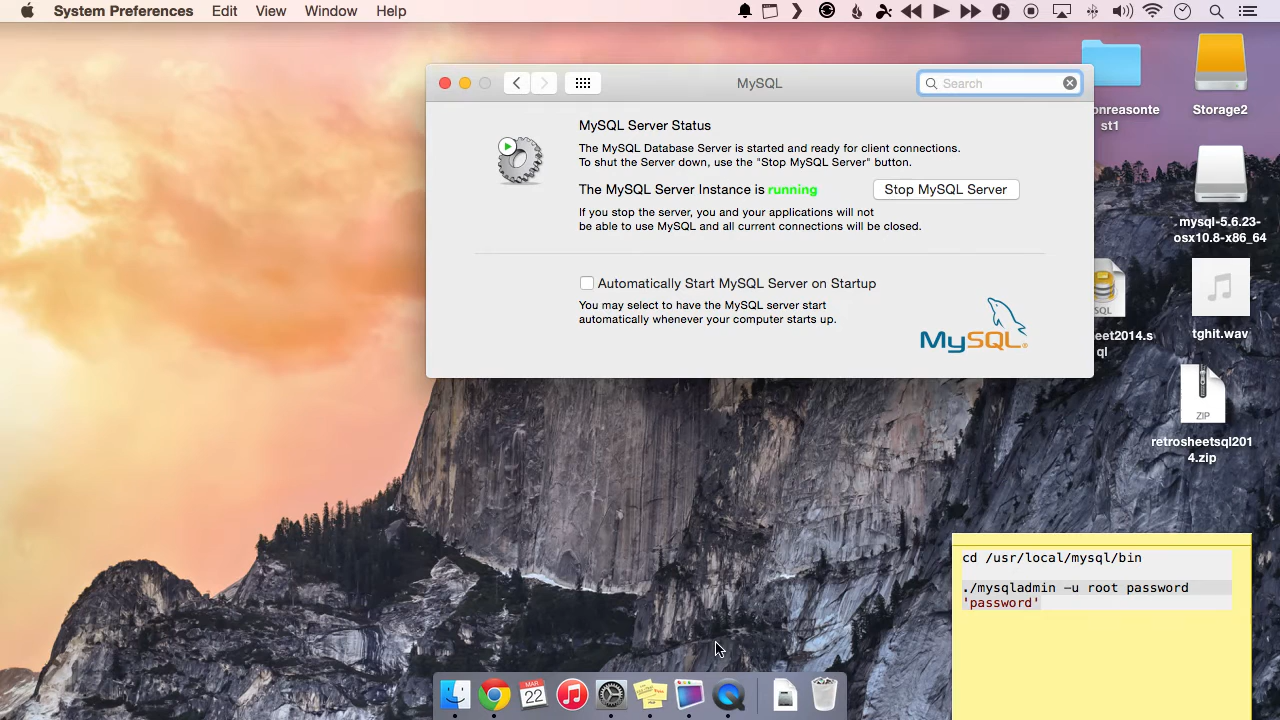 System Preferences Edit View Window Help
MySQL
Search
MySQL Server Status
The MySQL Database Server is started and ready for client connections.
To shut the Server down, use the "Stop MySQL Server" button.
The MySQL Server Instance is running
Stop MySQL Server
If you stop the server, you and your applications will not
be able to use MySQL and all current connections will be closed.
Automatically Start MySQL Server on Startup
You may select to have the MySQL server start
automatically whenever your computer starts up.
MySQL®
onreasonte
st1
Storage2
mysql-5.6.23-
osx10.8-x86_64
SQL
heet2014.s
ql
tghit.wav
ZIP
retrosheetsql201
4.zip
cd /usr/local/mysql/bin
./mysqladmin -u root password
'password'
MAR
22